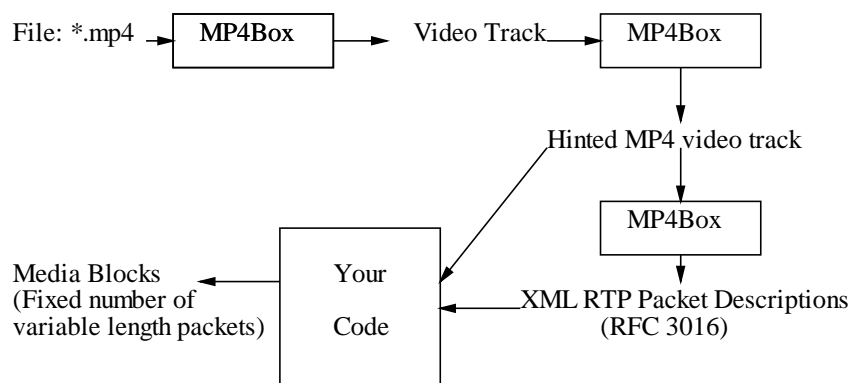 File: *.mp4
MP4Box
Video Track
MP4Box
Hinted MP4 video track
MP4Box
Media Blocks
(Fixed number of
variable length packets)
Your
Code
XML RTP Packet Descriptions
(RFC 3016)